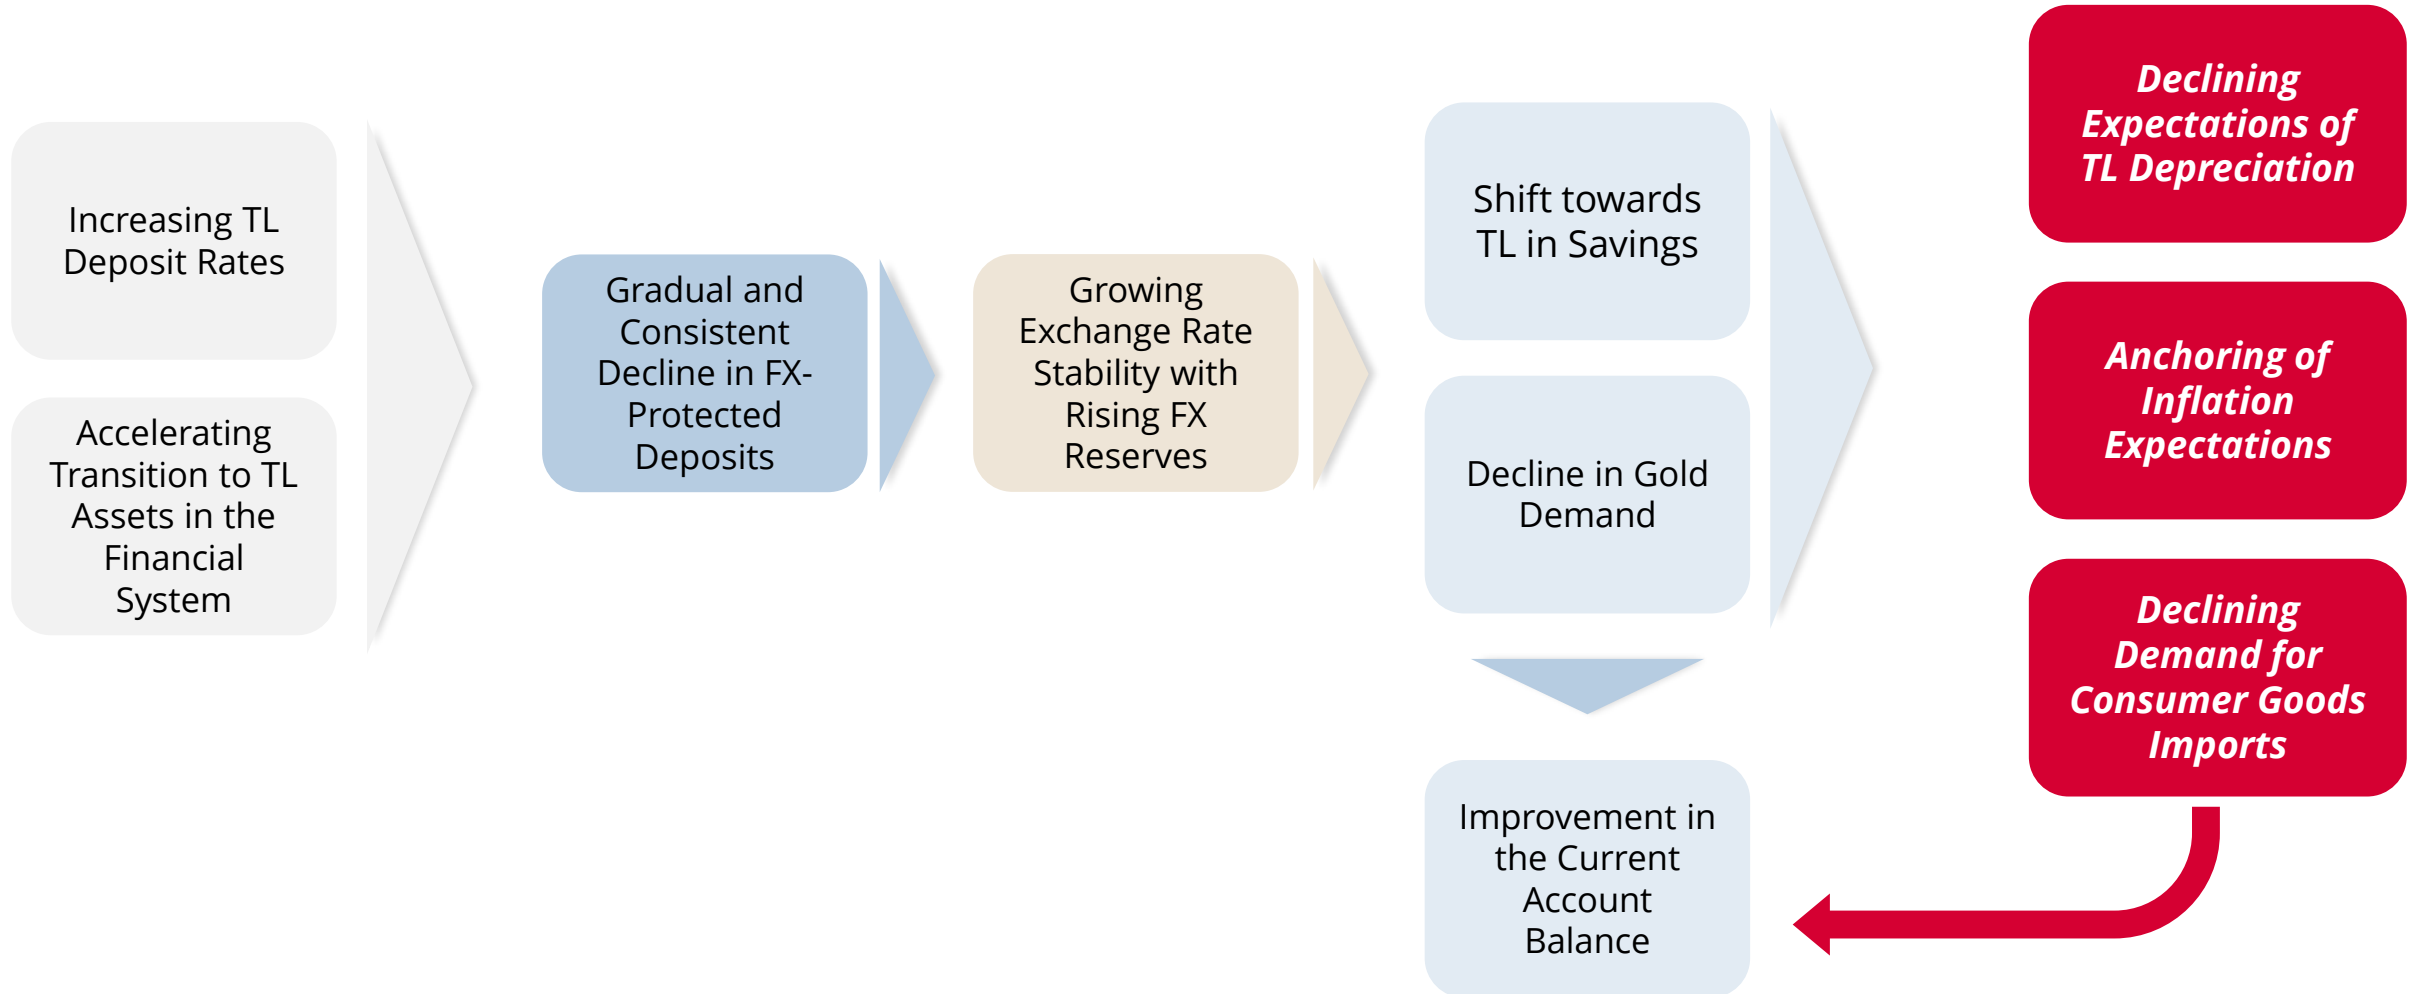 Increasing TL
Deposit Rates
Accelerating
Transition to TL
Assets in the
Financial
System
Gradual and
Consistent
Decline in FX-
Protected
Deposits
Growing
Exchange Rate
Stability with
Rising FX
Reserves
Shift towards
TL in Savings
Decline in Gold
Demand
Improvement in
the Current
Account
Balance
Declining
Expectations of
TL Depreciation
Anchoring of
Inflation
Expectations
Declining
Demand for
Consumer Goods
Imports